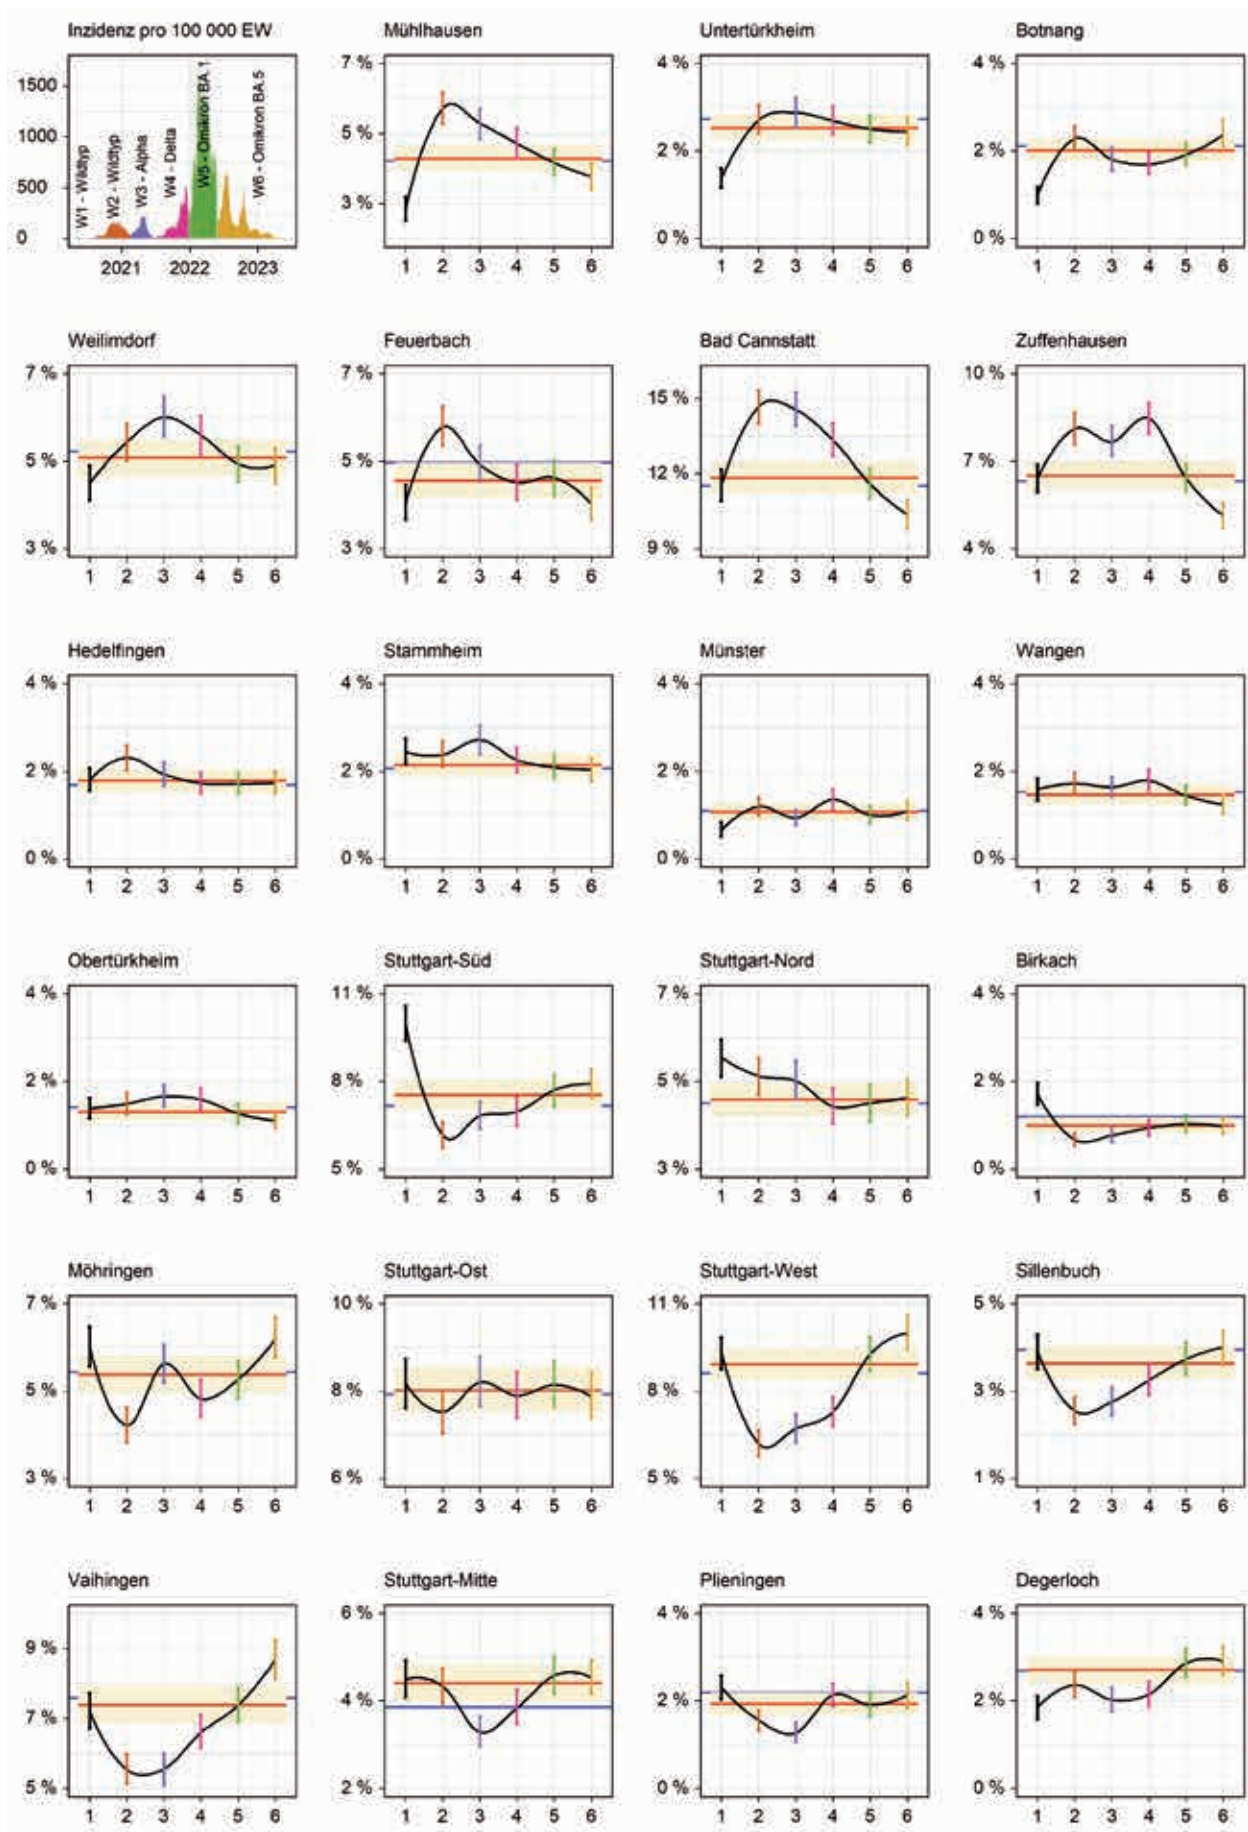 Inzidenz pro 100 000 EW
1500
1000
500
0
W1 - Wildtyp
W2 - Wildtyp
W3 - Alpha
W4 - Delta
W5 - Omikron BA.1
W6 - Omikron BA.5
2021 2022 2023
Mühlhausen
7 %
5 %
3 %
1 2 3 4 5 6
Untertürkheim
4 %
2 %
0 %
1 2 3 4 5 6
Botnang
4 %
2 %
0 %
1 2 3 4 5 6
Weilimdorf
7 %
5 %
3 %
1 2 3 4 5 6
Feuerbach
7 %
5 %
3 %
1 2 3 4 5 6
Bad Cannstatt
15 %
12 %
9 %
1 2 3 4 5 6
Zuffenhausen
10 %
7 %
4 %
1 2 3 4 5 6
Hedelfingen
4 %
2 %
0 %
1 2 3 4 5 6
Stammheim
4 %
2 %
0 %
1 2 3 4 5 6
Münster
4 %
2 %
0 %
1 2 3 4 5 6
Wangen
4 %
2 %
0 %
1 2 3 4 5 6
Obertürkheim
4 %
2 %
0 %
1 2 3 4 5 6
Stuttgart-Süd
11 %
8 %
5 %
1 2 3 4 5 6
Stuttgart-Nord
7 %
5 %
3 %
1 2 3 4 5 6
Birkach
4 %
2 %
0 %
1 2 3 4 5 6
Möhringen
7 %
5 %
3 %
1 2 3 4 5 6
Stuttgart-Ost
10 %
8 %
6 %
1 2 3 4 5 6
Stuttgart-West
11 %
8 %
5 %
1 2 3 4 5 6
Sillenbuch
5 %
3 %
1 %
1 2 3 4 5 6
Vaihingen
9 %
7 %
5 %
1 2 3 4 5 6
Stuttgart-Mitte
6 %
4 %
2 %
1 2 3 4 5 6
Plieningen
4 %
2 %
0 %
1 2 3 4 5 6
Degerloch
4 %
2 %
0 %
1 2 3 4 5 6